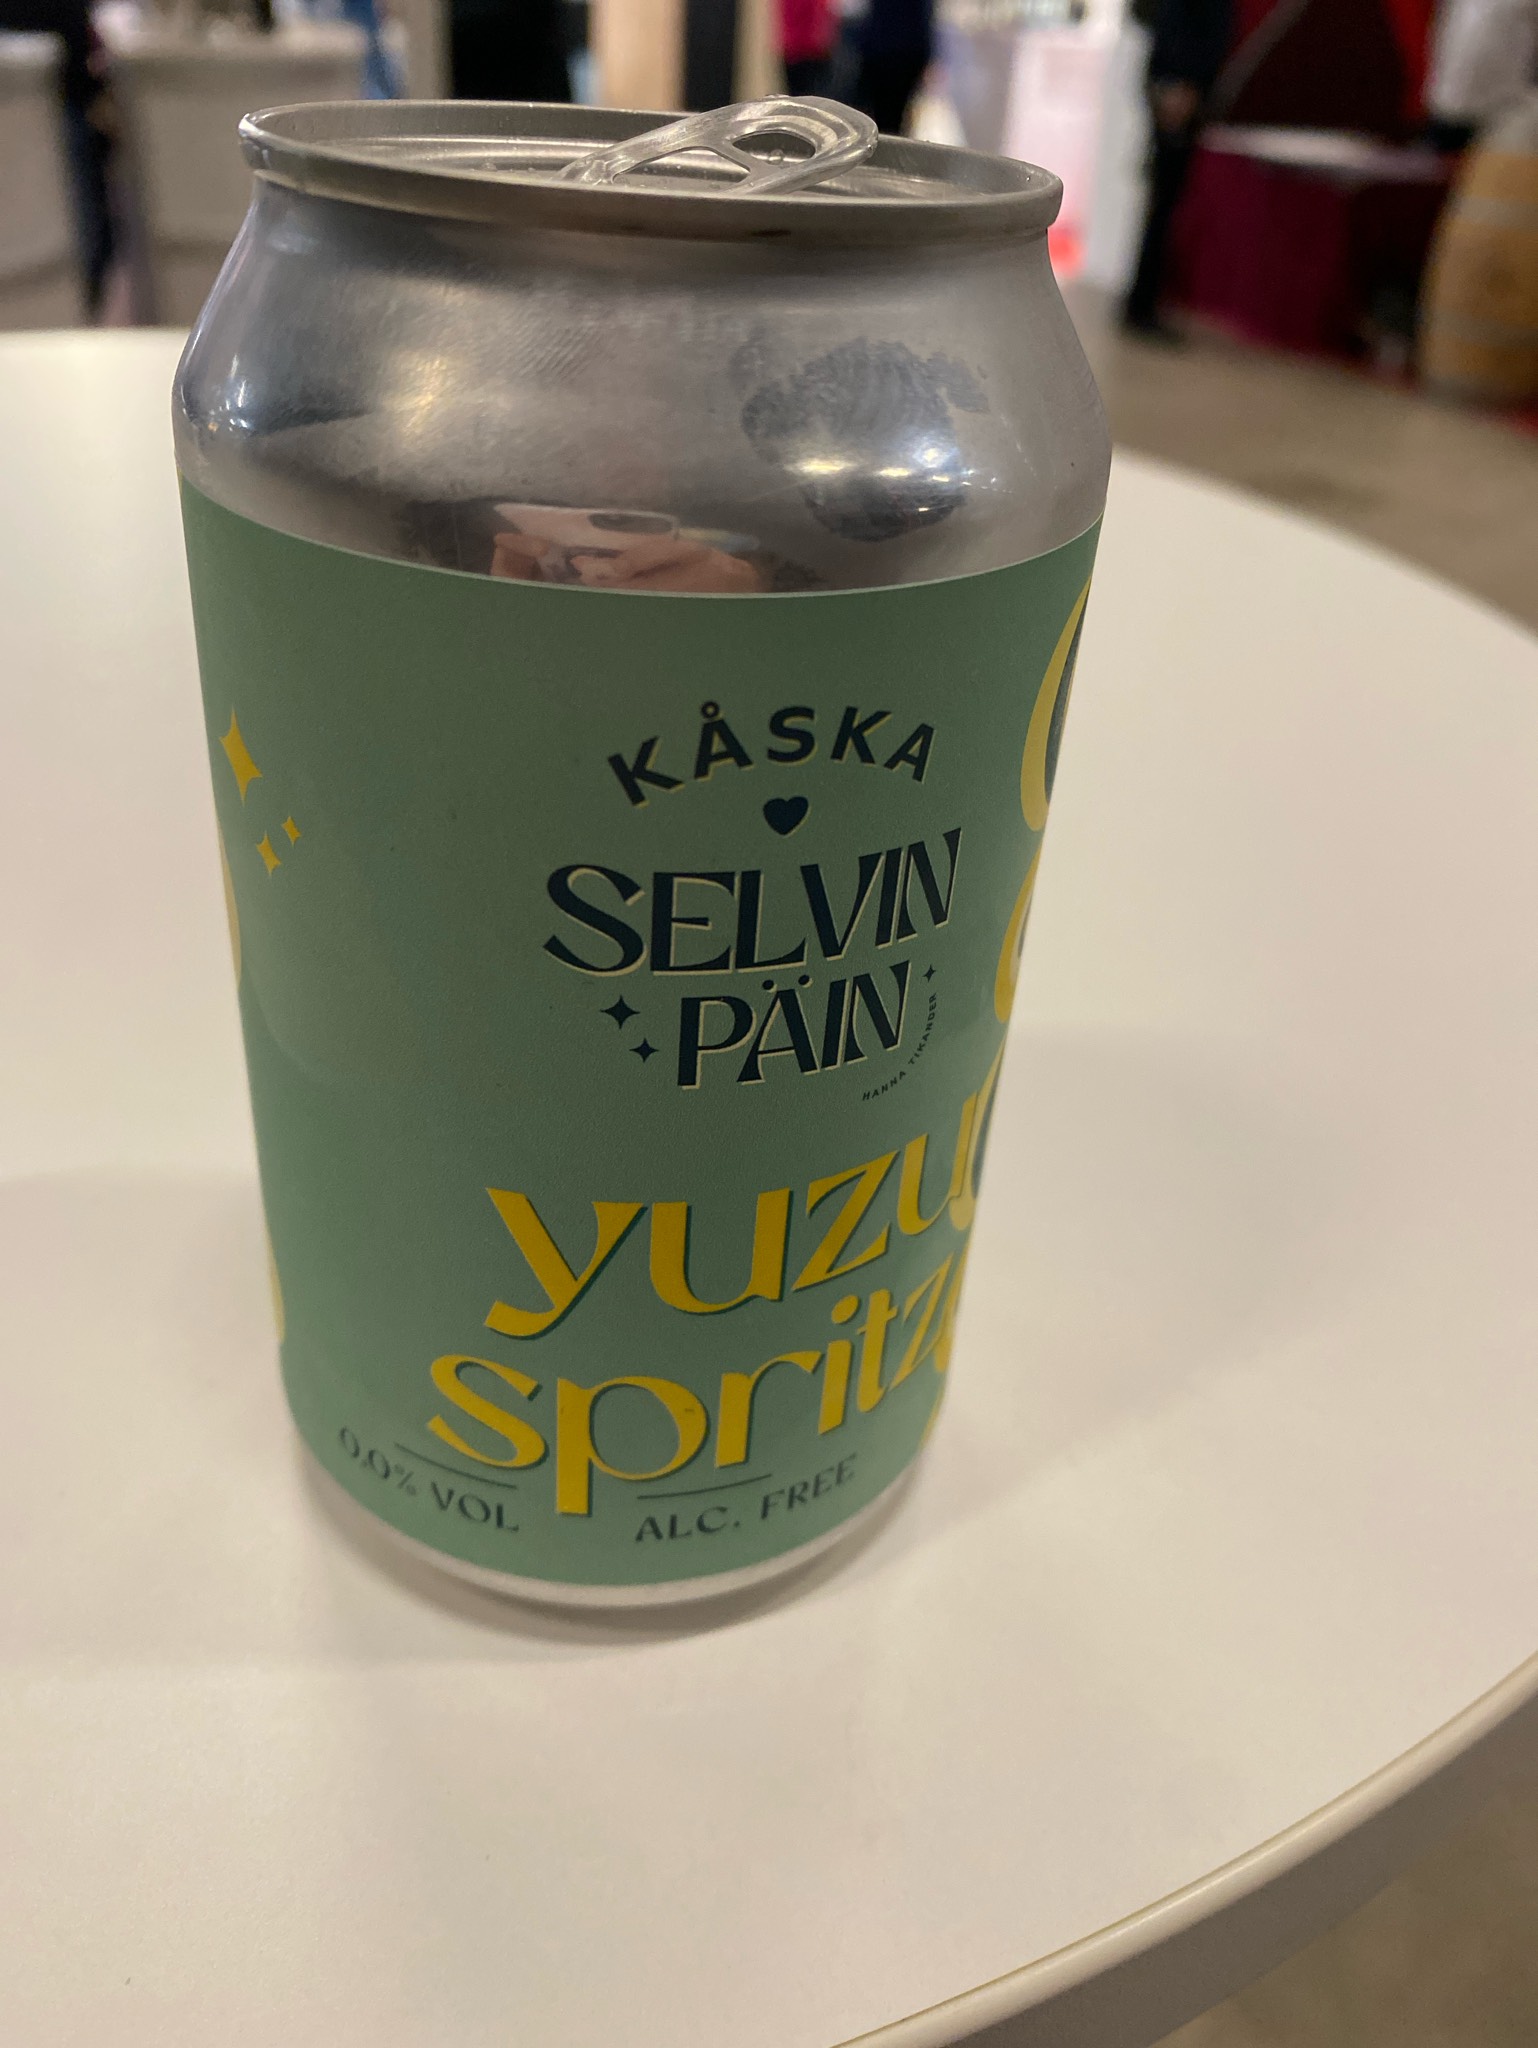 KÅSKA
SELVIN
PÄIN
HANNA TIKANDER
yuzu
spritz
0,0% VOL
ALC. FREE